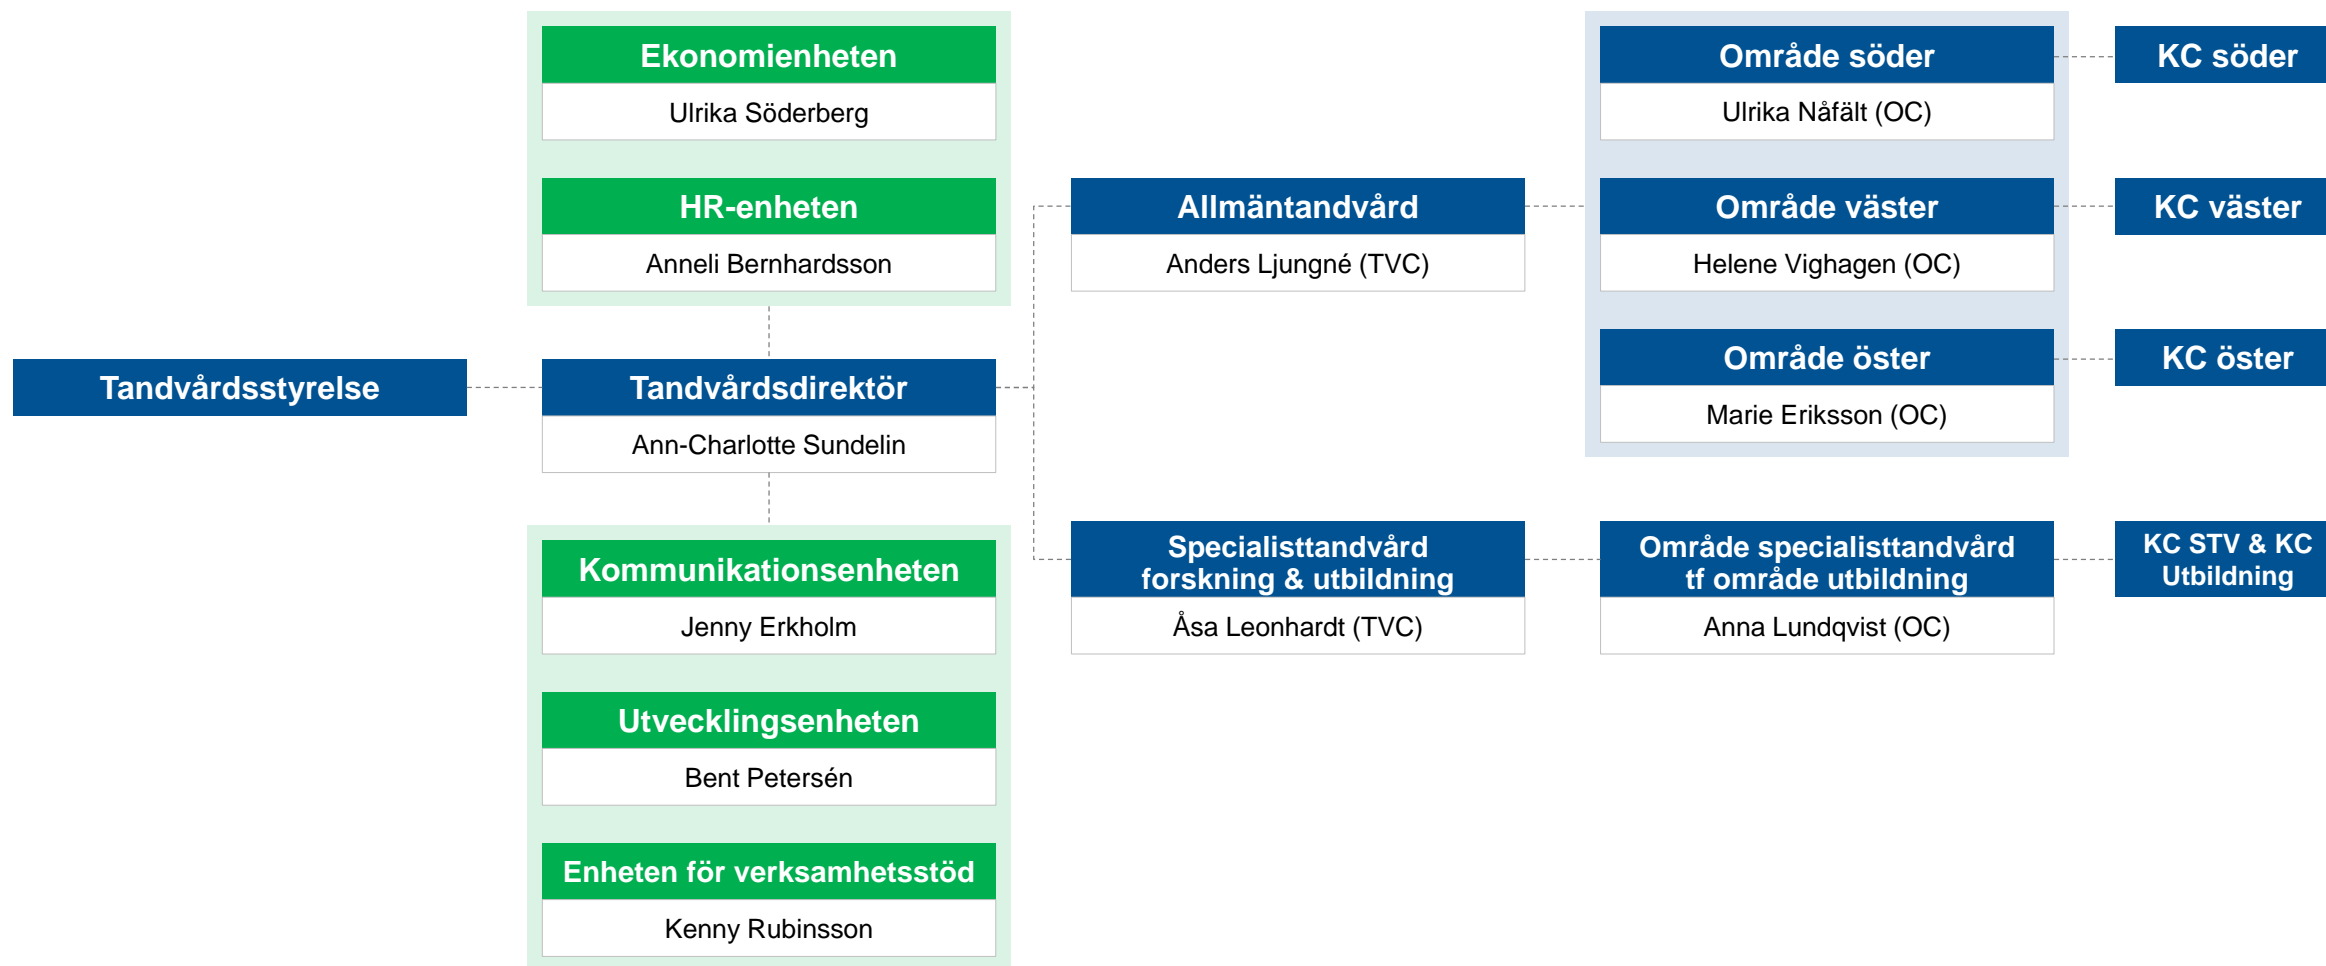 Ekonomienheten
Ulrika Söderberg
HR-enheten
Anneli Bernhardsson
Tandvårdsstyrelse
Tandvårdsdirektör
Ann-Charlotte Sundelin
Kommunikationsenheten
Jenny Erkholm
Utvecklingsenheten
Bent Petersén
Enheten för verksamhetsstöd
Kenny Rubinsson
Allmäntandvård
Anders Ljungné (TVC)
Specialisttandvård
forskning & utbildning
Åsa Leonhardt (TVC)
Område söder
Ulrika Nåfält (OC)
Område väster
Helene Vighagen (OC)
Område öster
Marie Eriksson (OC)
Område specialisttandvård
tf område utbildning
Anna Lundqvist (OC)
KC söder
KC väster
KC öster
KC STV & KC
Utbildning